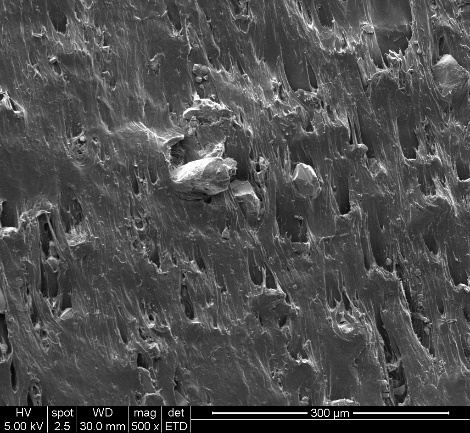 HV spot WD mag det
5.00 kV 2.5 30.0 mm 500 x ETD
300 µm